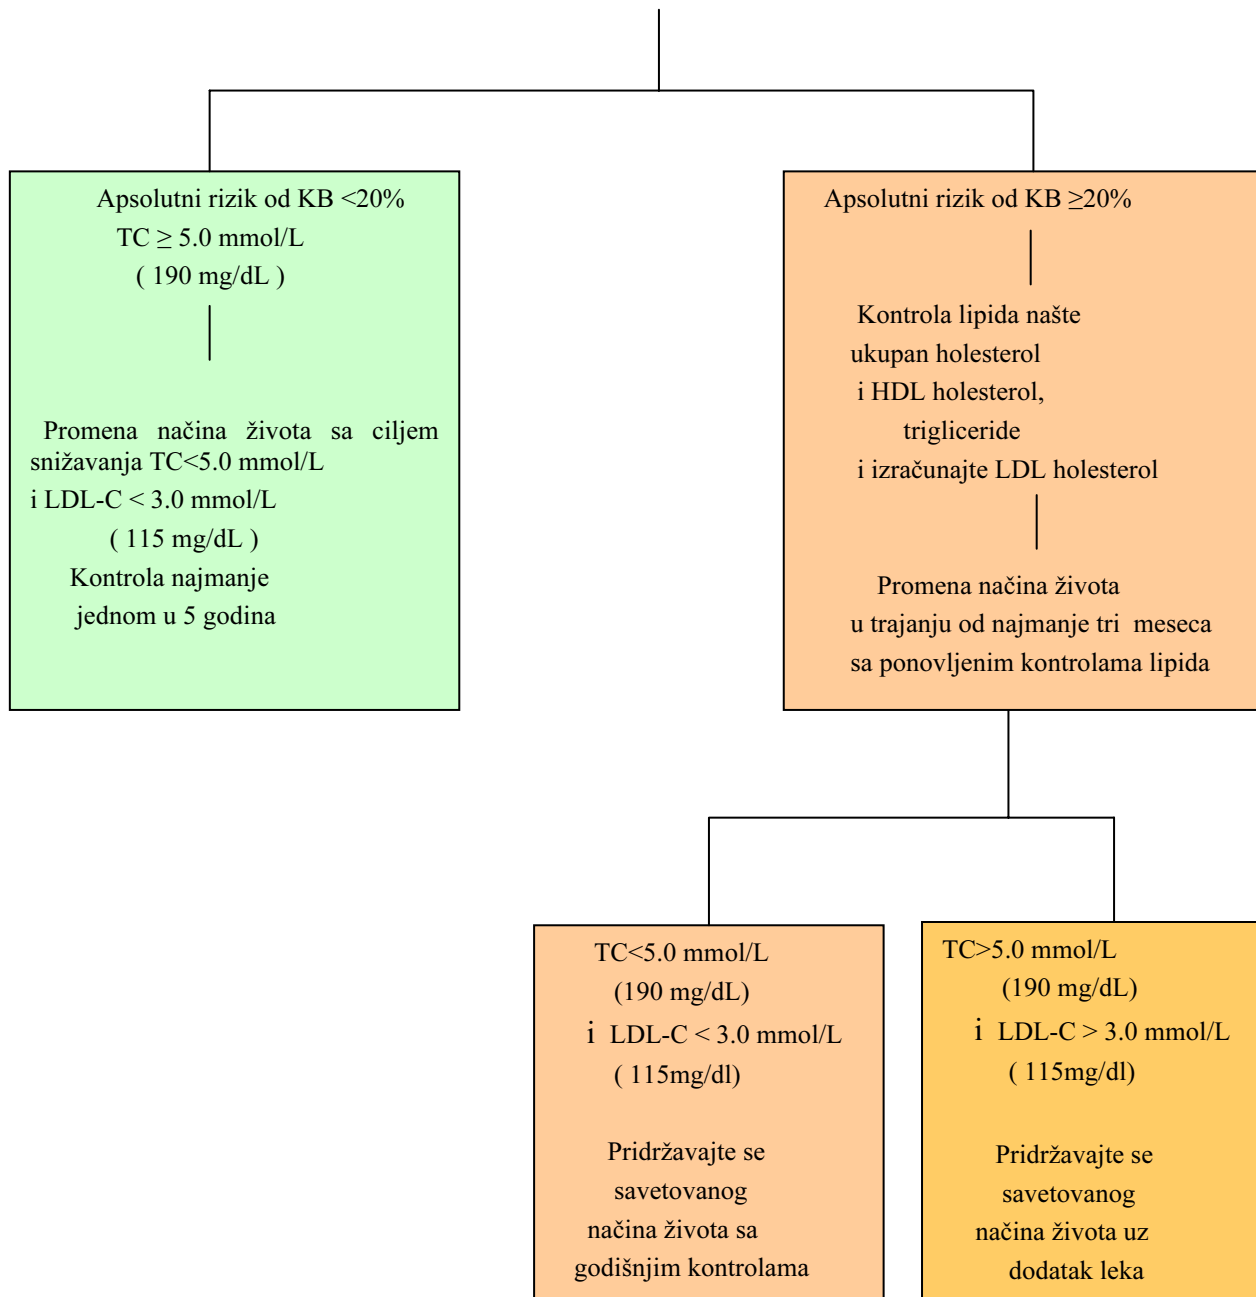 Apsolutni rizik od KB <20%
TC ≥ 5.0 mmol/L
( 190 mg/dL )
Promena načina života sa ciljem
snižavanja TC<5.0 mmol/L
i LDL-C < 3.0 mmol/L
( 115 mg/dL )
Kontrola najmanje
jednom u 5 godina
Apsolutni rizik od KB ≥20%
Kontrola lipida našte
ukupan holesterol
i HDL holesterol,
trigliceride
i izračunajte LDL holesterol
Promena načina života
u trajanju od najmanje tri meseca
sa ponovljenim kontrolama lipida
TC<5.0 mmol/L
(190 mg/dL)
i LDL-C < 3.0 mmol/L
( 115mg/dl)
Pridržavajte se
savetovanog
načina života sa
godišnjim kontrolama
TC>5.0 mmol/L
(190 mg/dL)
i LDL-C > 3.0 mmol/L
( 115mg/dl)
Pridržavajte se
savetovanog
načina života uz
dodatak leka